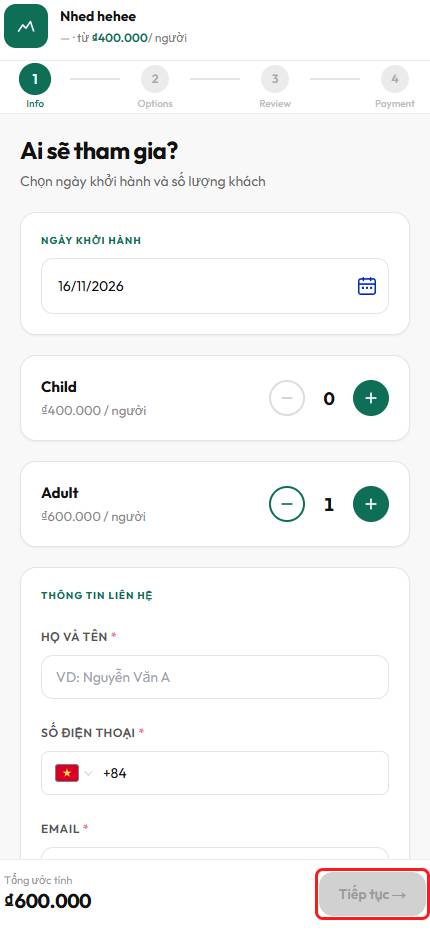 Nhed hehee
— · từ ₫400.000/ người
1
2
3
4
Info
Options
Review
Payment
Ai sẽ tham gia?
Chọn ngày khởi hành và số lượng khách
NGÀY KHỞI HÀNH
16/11/2026
Child
₫400.000 / người
0
Adult
₫600.000 / người
1
THÔNG TIN LIÊN HỆ
HỌ VÀ TÊN *
VD: Nguyễn Văn A
SỐ ĐIỆN THOẠI *
+84
EMAIL *
Tổng ước tính
₫600.000
Tiếp tục →